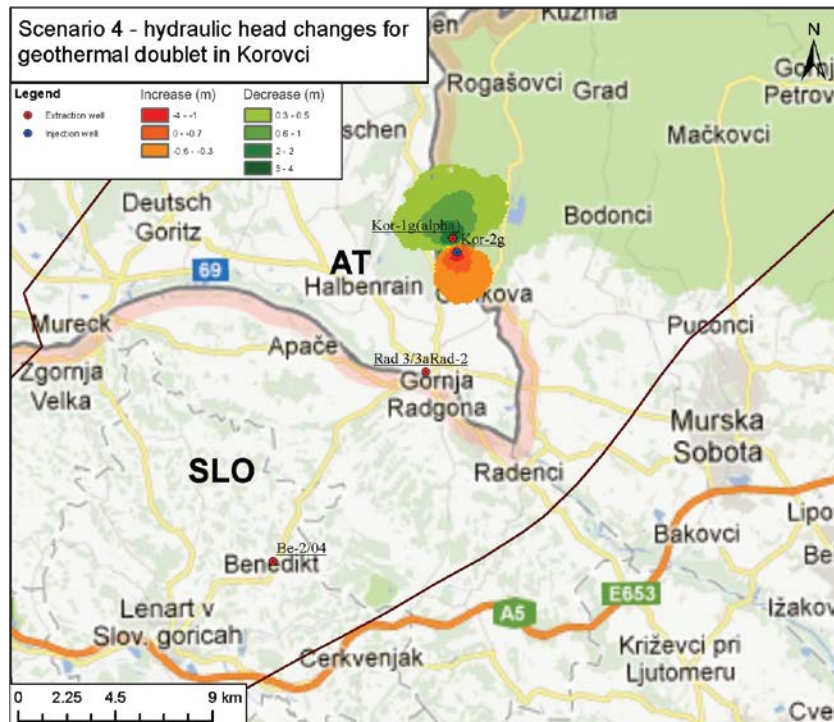 Scenario 4 - hydraulic head changes for
geothermal doublet in Korovci
Legend
Extraction well
Injection well
Increase (m)
-4 - -1
0 - -0.7
-0.6 - -0.3
Decrease (m)
0.3 - 0.5
0.6 - 1
2 - 2
3 - 4
N
Kuzma
Rogašovci
Grad
Gornj
Petrov
Mačkovci
schen
Deutsch
Goritz
Bodonci
Kor-1g(alpha)
Kor-2g
AT
69
Halbenrain
Mureck
Apače
Puconci
Zgornja
Velka
Rad 3/3aRad-2
Gornja
Radgona
Murska
Sobota
SLO
Radenci
Bakovci
Lipo
Be
Be-2/04
Benedikt
E653
Ižakov
Lenart v
Slov. goricah
A5
Križevci pri
Ljutomeru
Cerkvenjak
Cve
0 2.25 4.5 9 km